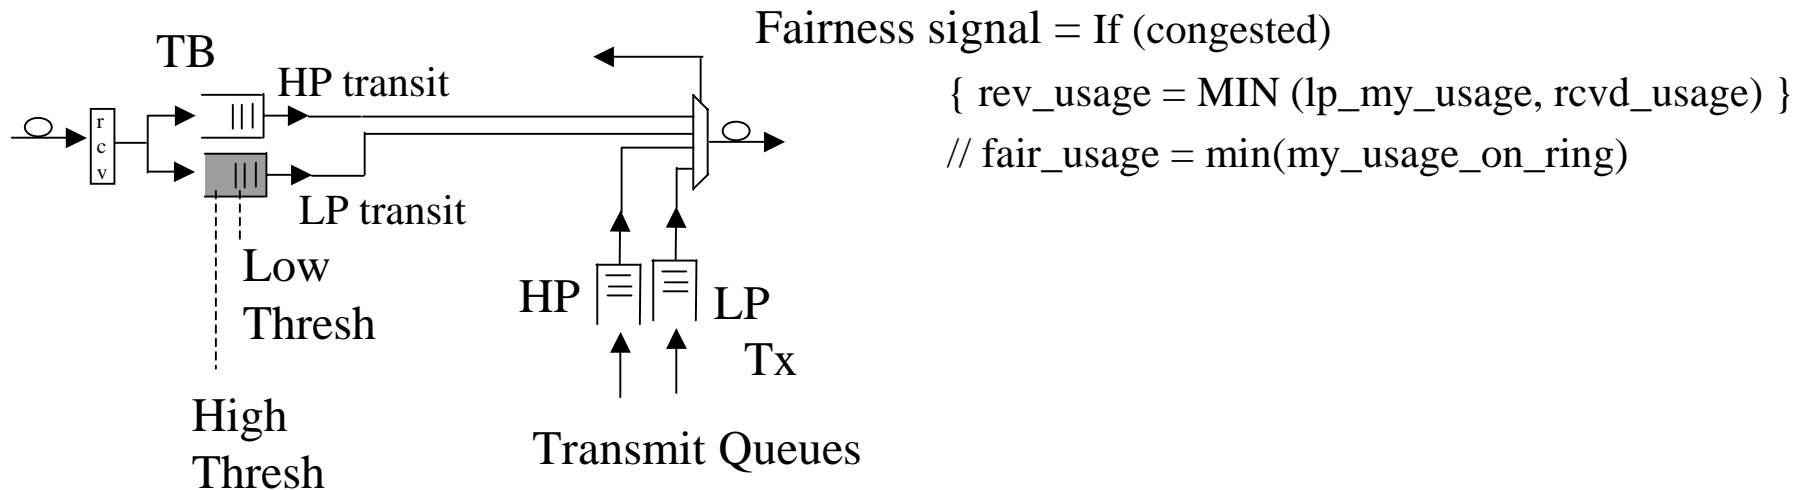 Fairness signal = If (congested)
{ rev_usage = MIN (lp_my_usage, rcvd_usage) }
// fair_usage = min(my_usage_on_ring)
TB
HP transit
r
c
v
LP transit
Low
Thresh
High
Thresh
HP
LP
Tx
Transmit Queues